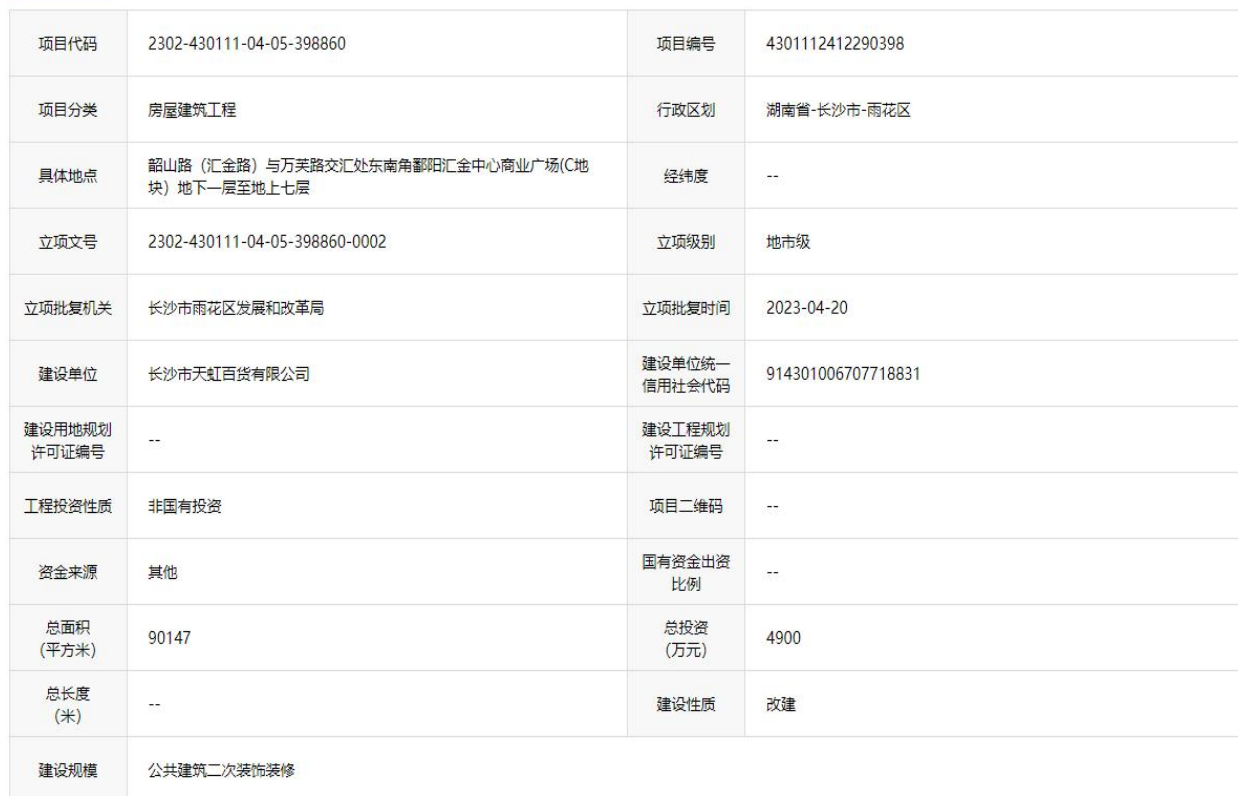 项目代码 2302-430111-04-05-398860 项目编号 4301112412290398
项目分类 房屋建筑工程 行政区划 湖南省-长沙市-雨花区
具体地点 韶山路（汇金路）与万芙路交汇处东南角鄱阳汇金中心商业广场(C地
块）地下一层至地上七层 经纬度 --
立项文号 2302-430111-04-05-398860-0002 立项级别 地市级
立项批复机关 长沙市雨花区发展和改革局 立项批复时间 2023-04-20
建设单位 长沙市天虹百货有限公司 建设单位统一
信用社会代码 914301006707718831
建设用地规划
许可证编号 -- 建设工程规划
许可证编号 --
工程投资性质 非国有投资 项目二维码 --
资金来源 其他 国有资金出资
比例 --
总面积
（平方米） 90147 总投资
（万元） 4900
总长度
（米） -- 建设性质 改建
建设规模 公共建筑二次装饰装修